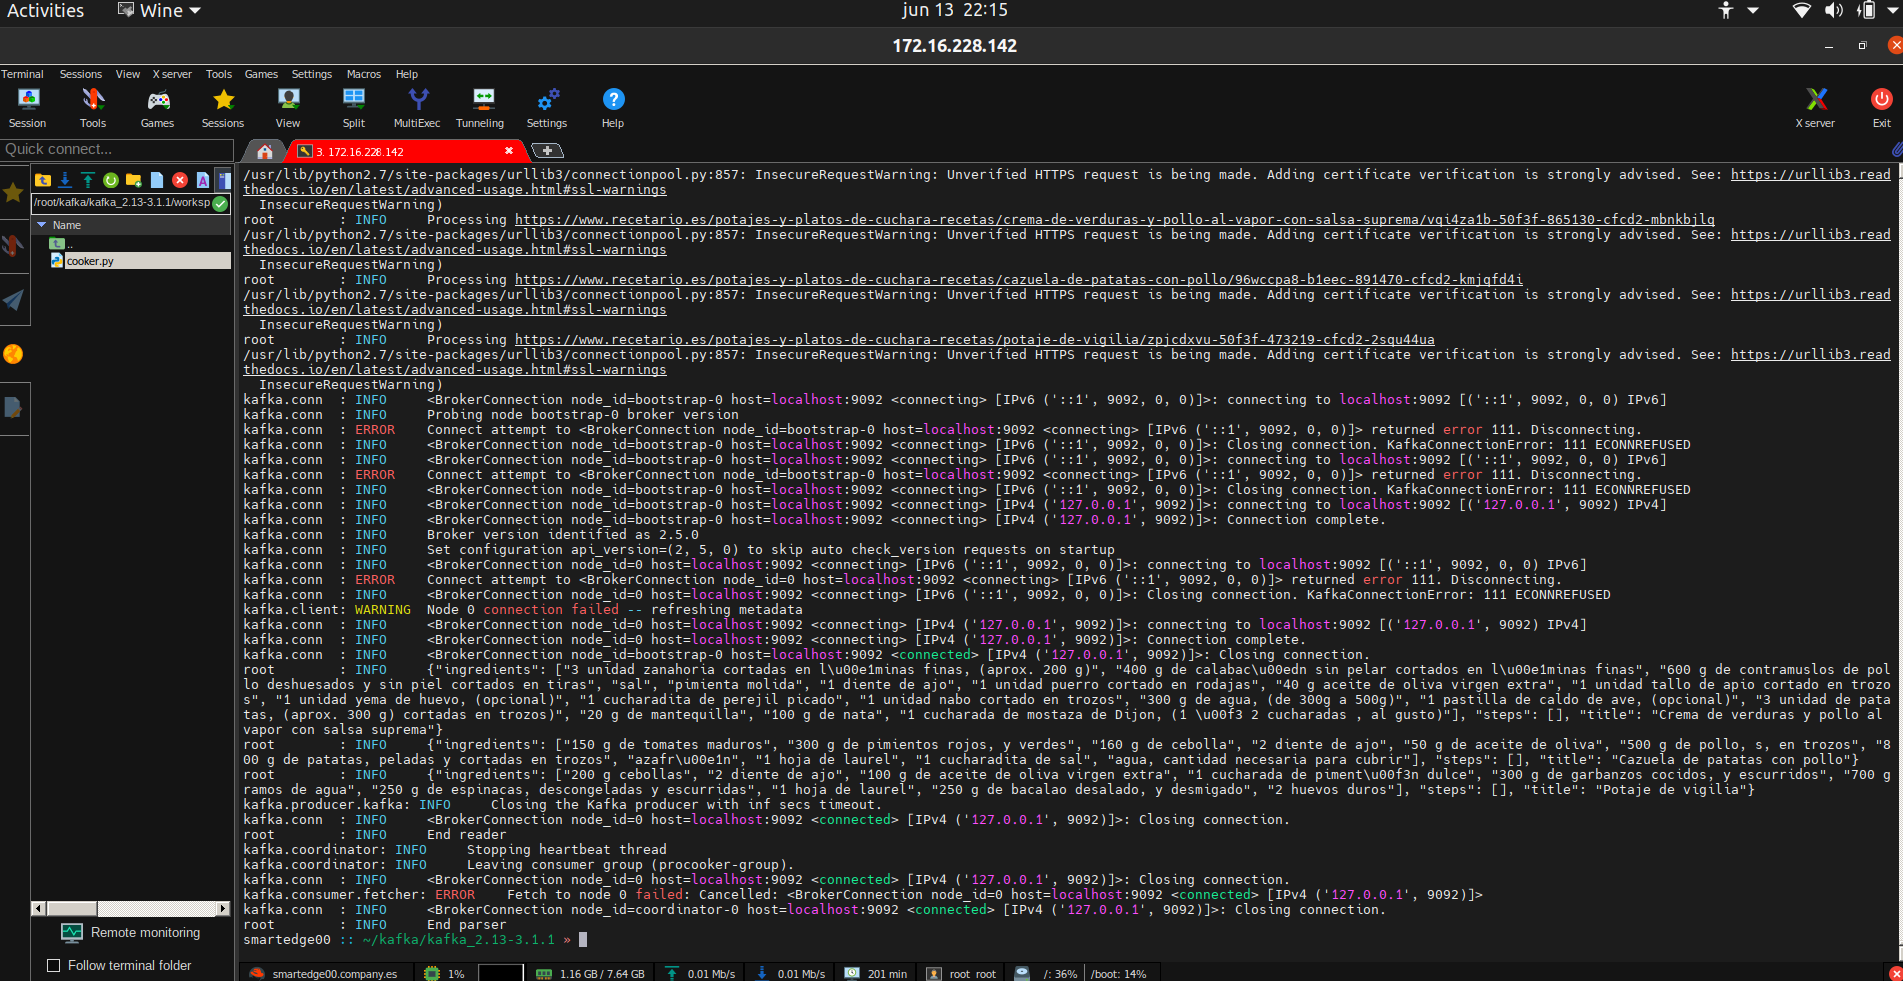 Activities Wine jun 13 22:15
172.16.228.142
Terminal Sessions View X server Tools Games Settings Macros Help
Session Tools Games Sessions View Split MultiExec Tunneling Settings Help X server Exit
Quick connect...
3. 172.16.228.142
/root/kafka/kafka_2.13-3.1.1/worksp
Name
..
cooker.py
/usr/lib/python2.7/site-packages/urllib3/connectionpool.py:857: InsecureRequestWarning: Unverified HTTPS request is being made. Adding certificate verification is strongly advised. See: https://urllib3.read
thedocs.io/en/latest/advanced-usage.html#ssl-warnings
  InsecureRequestWarning)
root        : INFO     Processing https://www.recetario.es/potajes-y-platos-de-cuchara-recetas/crema-de-verduras-y-pollo-al-vapor-con-salsa-suprema/vqi4za1b-50f3f-865130-cfcd2-mbnkbjlq
/usr/lib/python2.7/site-packages/urllib3/connectionpool.py:857: InsecureRequestWarning: Unverified HTTPS request is being made. Adding certificate verification is strongly advised. See: https://urllib3.read
thedocs.io/en/latest/advanced-usage.html#ssl-warnings
  InsecureRequestWarning)
root        : INFO     Processing https://www.recetario.es/potajes-y-platos-de-cuchara-recetas/cazuela-de-patatas-con-pollo/96wccpa8-b1eec-891470-cfcd2-kmjqfd4i
/usr/lib/python2.7/site-packages/urllib3/connectionpool.py:857: InsecureRequestWarning: Unverified HTTPS request is being made. Adding certificate verification is strongly advised. See: https://urllib3.read
thedocs.io/en/latest/advanced-usage.html#ssl-warnings
  InsecureRequestWarning)
root        : INFO     Processing https://www.recetario.es/potajes-y-platos-de-cuchara-recetas/potaje-de-vigilia/zpjcdxvu-50f3f-473219-cfcd2-2squ44ua
/usr/lib/python2.7/site-packages/urllib3/connectionpool.py:857: InsecureRequestWarning: Unverified HTTPS request is being made. Adding certificate verification is strongly advised. See: https://urllib3.read
thedocs.io/en/latest/advanced-usage.html#ssl-warnings
  InsecureRequestWarning)
kafka.conn  : INFO     <BrokerConnection node_id=bootstrap-0 host=localhost:9092 <connecting> [IPv6 ('::1', 9092, 0, 0)]>: connecting to localhost:9092 [('::1', 9092, 0, 0) IPv6]
kafka.conn  : INFO     Probing node bootstrap-0 broker version
kafka.conn  : ERROR    Connect attempt to <BrokerConnection node_id=bootstrap-0 host=localhost:9092 <connecting> [IPv6 ('::1', 9092, 0, 0)]> returned error 111. Disconnecting.
kafka.conn  : INFO     <BrokerConnection node_id=bootstrap-0 host=localhost:9092 <connecting> [IPv6 ('::1', 9092, 0, 0)]>: Closing connection. KafkaConnectionError: 111 ECONNREFUSED
kafka.conn  : INFO     <BrokerConnection node_id=bootstrap-0 host=localhost:9092 <connecting> [IPv6 ('::1', 9092, 0, 0)]>: connecting to localhost:9092 [('::1', 9092, 0, 0) IPv6]
kafka.conn  : ERROR    Connect attempt to <BrokerConnection node_id=bootstrap-0 host=localhost:9092 <connecting> [IPv6 ('::1', 9092, 0, 0)]> returned error 111. Disconnecting.
kafka.conn  : INFO     <BrokerConnection node_id=bootstrap-0 host=localhost:9092 <connecting> [IPv6 ('::1', 9092, 0, 0)]>: Closing connection. KafkaConnectionError: 111 ECONNREFUSED
kafka.conn  : INFO     <BrokerConnection node_id=bootstrap-0 host=localhost:9092 <connecting> [IPv4 ('127.0.0.1', 9092)]>: connecting to localhost:9092 [('127.0.0.1', 9092) IPv4]
kafka.conn  : INFO     <BrokerConnection node_id=bootstrap-0 host=localhost:9092 <connecting> [IPv4 ('127.0.0.1', 9092)]>: Connection complete.
kafka.conn  : INFO     Broker version identified as 2.5.0
kafka.conn  : INFO     Set configuration api_version=(2, 5, 0) to skip auto check_version requests on startup
kafka.conn  : INFO     <BrokerConnection node_id=0 host=localhost:9092 <connecting> [IPv6 ('::1', 9092, 0, 0)]>: connecting to localhost:9092 [('::1', 9092, 0, 0) IPv6]
kafka.conn  : ERROR    Connect attempt to <BrokerConnection node_id=0 host=localhost:9092 <connecting> [IPv6 ('::1', 9092, 0, 0)]> returned error 111. Disconnecting.
kafka.conn  : INFO     <BrokerConnection node_id=0 host=localhost:9092 <connecting> [IPv6 ('::1', 9092, 0, 0)]>: Closing connection. KafkaConnectionError: 111 ECONNREFUSED
kafka.client: WARNING  Node 0 connection failed -- refreshing metadata
kafka.conn  : INFO     <BrokerConnection node_id=0 host=localhost:9092 <connecting> [IPv4 ('127.0.0.1', 9092)]>: connecting to localhost:9092 [('127.0.0.1', 9092) IPv4]
kafka.conn  : INFO     <BrokerConnection node_id=0 host=localhost:9092 <connecting> [IPv4 ('127.0.0.1', 9092)]>: Connection complete.
kafka.conn  : INFO     <BrokerConnection node_id=bootstrap-0 host=localhost:9092 <connected> [IPv4 ('127.0.0.1', 9092)]>: Closing connection.
root        : INFO     {"ingredients": ["3 unidad zanahoria cortadas en l\u00e1minas finas, (aprox. 200 g)", "400 g de calabac\u00edn sin pelar cortados en l\u00e1minas finas", "600 g de contramuslos de pol
lo deshuesados y sin piel cortados en tiras", "sal", "pimienta molida", "1 diente de ajo", "1 unidad puerro cortado en rodajas", "40 g aceite de oliva virgen extra", "1 unidad tallo de apio cortado en trozo
s", "1 unidad yema de huevo, (opcional)", "1 cucharadita de perejil picado", "1 unidad nabo cortado en trozos", "300 g de agua, (de 300g a 500g)", "1 pastilla de caldo de ave, (opcional)", "3 unidad de pata
tas, (aprox. 300 g) cortadas en trozos)", "20 g de mantequilla", "100 g de nata", "1 cucharada de mostaza de Dijon, (1 \u00f3 2 cucharadas , al gusto)"], "steps": [], "title": "Crema de verduras y pollo al
vapor con salsa suprema"}
root        : INFO     {"ingredients": ["150 g de tomates maduros", "300 g de pimientos rojos, y verdes", "160 g de cebolla", "2 diente de ajo", "50 g de aceite de oliva", "500 g de pollo, s, en trozos", "8
00 g de patatas, peladas y cortadas en trozos", "azafr\u00e1n", "1 hoja de laurel", "1 cucharadita de sal", "agua, cantidad necesaria para cubrir"], "steps": [], "title": "Cazuela de patatas con pollo"}
root        : INFO     {"ingredients": ["200 g cebollas", "2 diente de ajo", "100 g de aceite de oliva virgen extra", "1 cucharada de piment\u00f3n dulce", "300 g de garbanzos cocidos, y escurridos", "700 g
ramos de agua", "250 g de espinacas, descongeladas y escurridas", "1 hoja de laurel", "250 g de bacalao desalado, y desmigado", "2 huevos duros"], "steps": [], "title": "Potaje de vigilia"}
kafka.producer.kafka: INFO     Closing the Kafka producer with inf secs timeout.
kafka.conn  : INFO     <BrokerConnection node_id=0 host=localhost:9092 <connected> [IPv4 ('127.0.0.1', 9092)]>: Closing connection.
root        : INFO     End reader
kafka.coordinator: INFO     Stopping heartbeat thread
kafka.coordinator: INFO     Leaving consumer group (procooker-group).
kafka.conn  : INFO     <BrokerConnection node_id=0 host=localhost:9092 <connected> [IPv4 ('127.0.0.1', 9092)]>: Closing connection.
kafka.consumer.fetcher: ERROR    Fetch to node 0 failed: Cancelled: <BrokerConnection node_id=0 host=localhost:9092 <connected> [IPv4 ('127.0.0.1', 9092)]>
kafka.conn  : INFO     <BrokerConnection node_id=coordinator-0 host=localhost:9092 <connected> [IPv4 ('127.0.0.1', 9092)]>: Closing connection.
root        : INFO     End parser
smartedge00 :: ~/kafka/kafka_2.13-3.1.1 »
Remote monitoring
Follow terminal folder
smartedge00.company.es 1% 1.16 GB / 7.64 GB 0.01 Mb/s 0.01 Mb/s 201 min root root /: 36% /boot: 14%